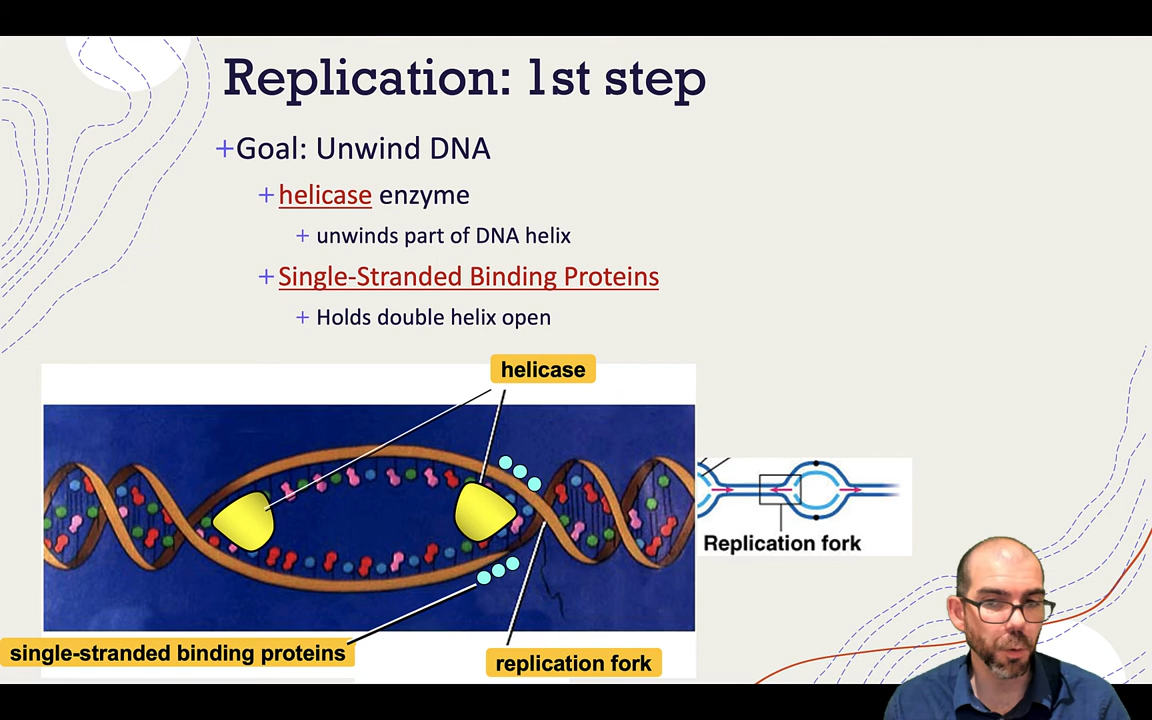 Replication: 1st step
+Goal: Unwind DNA
+helicase enzyme
+ unwinds part of DNA helix
+Single-Stranded Binding Proteins
+ Holds double helix open
helicase
Replication fork
single-stranded binding proteins
replication fork